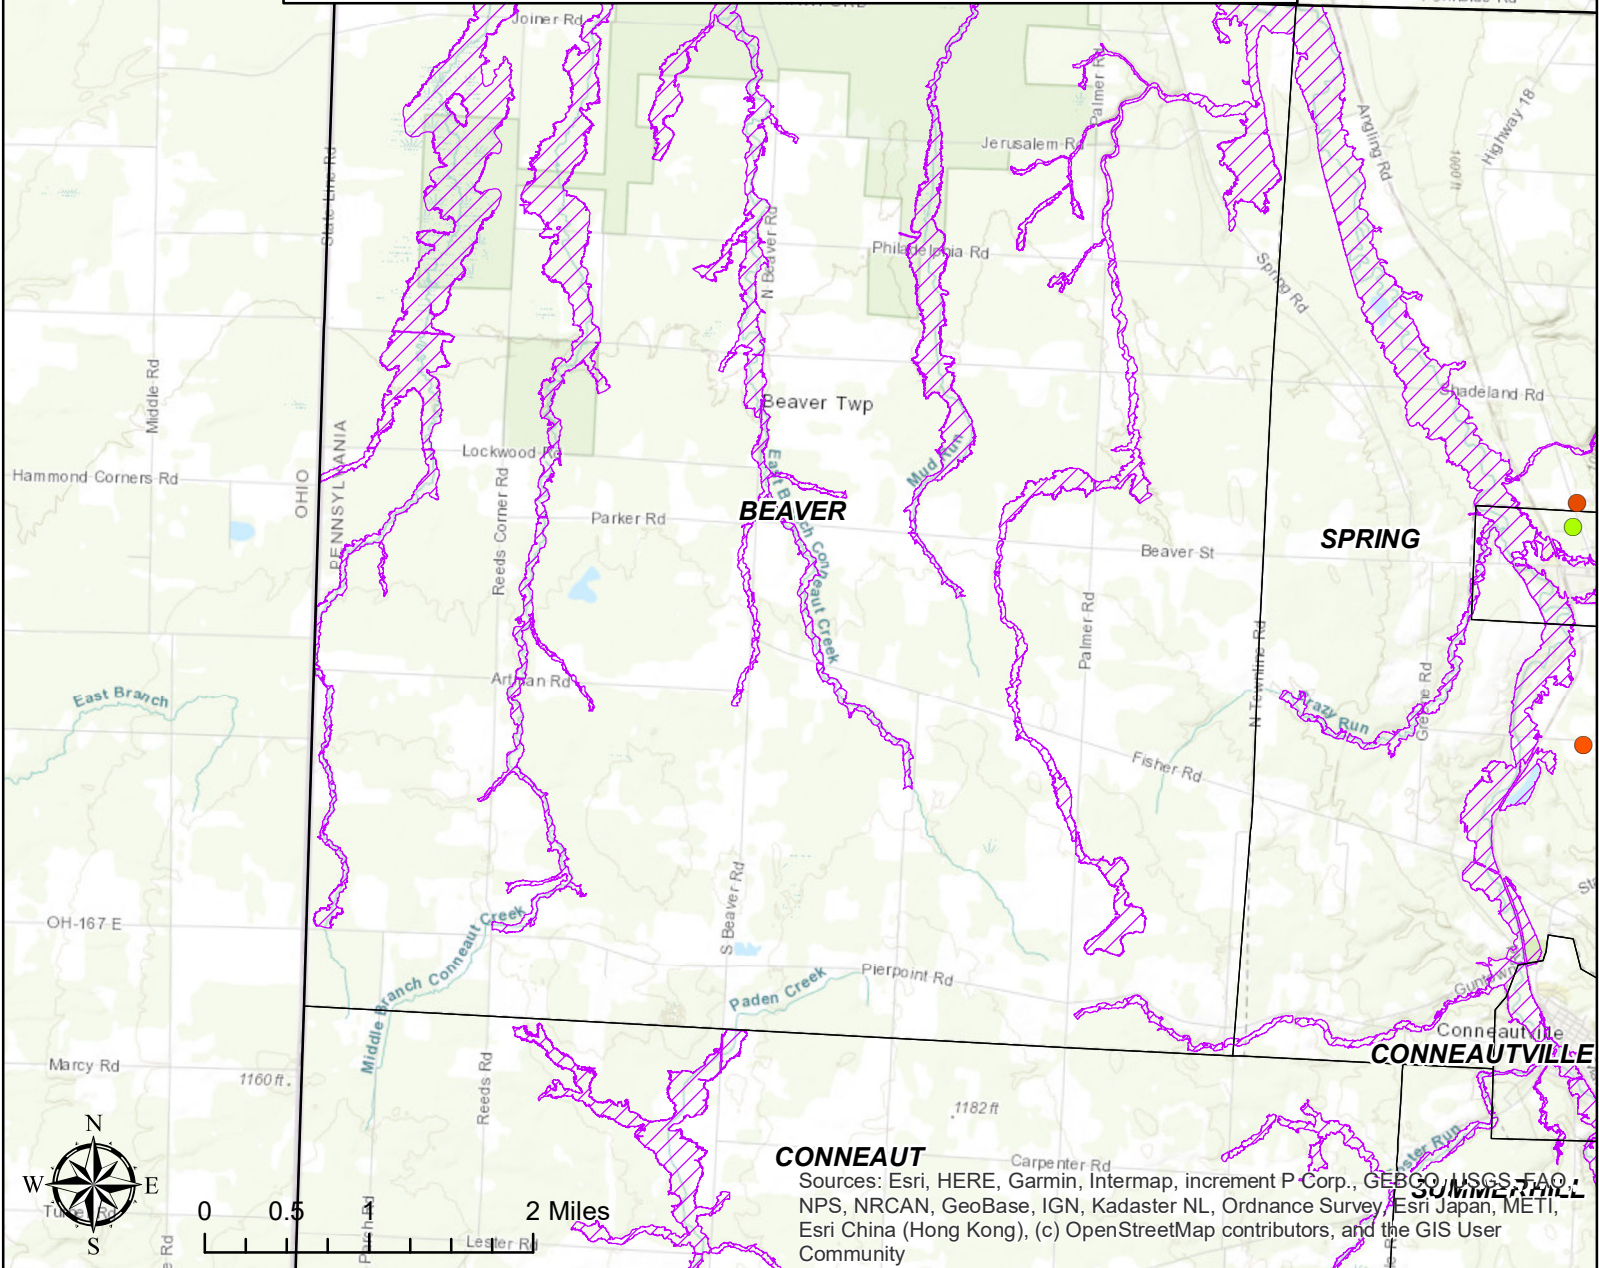 Joiner Rd
State Line Rd
Palmer Rd
Jerusalem Rd
Angling Rd
Highway 18
1000 ft
N Beaver Rd
Philadelphia Rd
Spring Rd
Middle Rd
Shadeland Rd
Beaver Twp
Lockwood Rd
Mud Run
Hammond Corners Rd
OHIO
PENNSYLVANIA
Reeds Corner Rd
Parker Rd
BEAVER
East Branch Conneaut Creek
Beaver St
SPRING
Palmer Rd
N Townline Rd
Greene Rd
Artman Rd
East Branch
Crazy Run
Fisher Rd
S Beaver Rd
OH-167 E
Middle Branch Conneaut Creek
Paden Creek
Pierpoint Rd
Conneautville
CONNEAUTVILLE
Marcy Rd
1160 ft
Reeds Rd
1182 ft
N
W
E
S
CONNEAUT
Carpenter Rd
SUMMERHILL
0 0.5 1 2 Miles
Lester Rd
Sources: Esri, HERE, Garmin, Intermap, increment P Corp., GEBCO, USGS, FAO,
NPS, NRCAN, GeoBase, IGN, Kadaster NL, Ordnance Survey, Esri Japan, METI,
Esri China (Hong Kong), (c) OpenStreetMap contributors, and the GIS User
Community